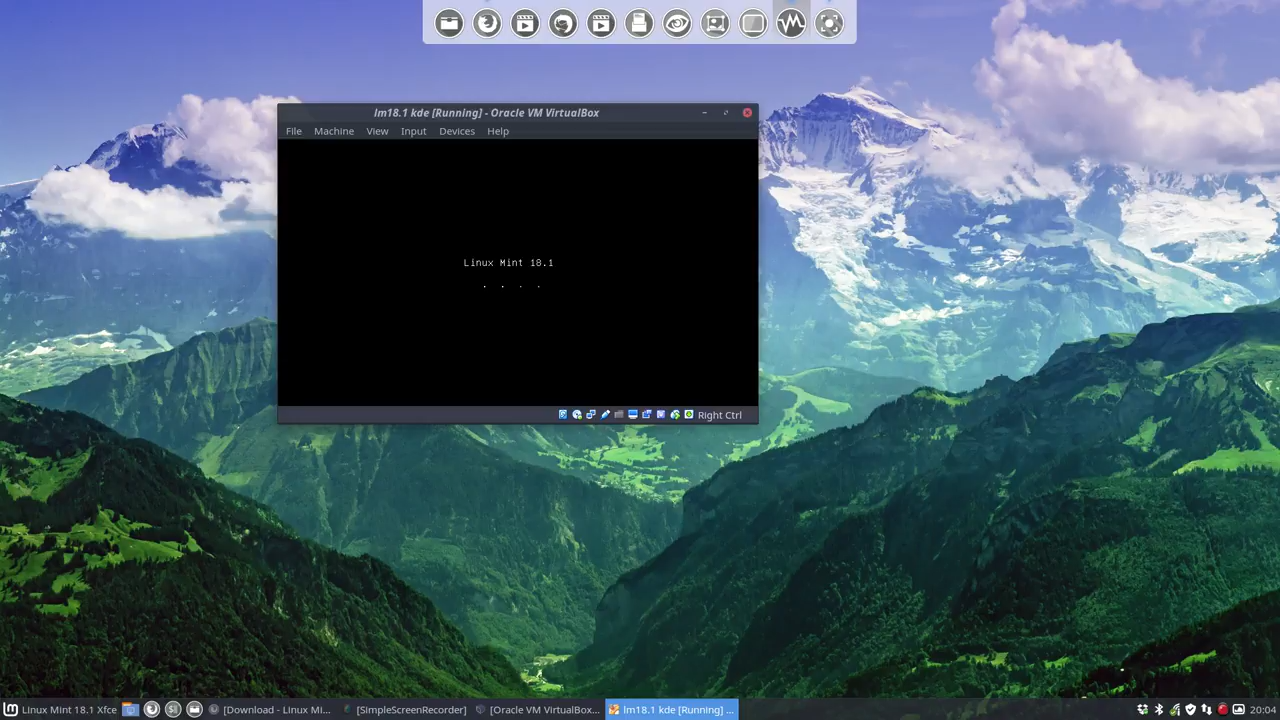 lm18.1 kde [Running] - Oracle VM VirtualBox
File Machine View Input Devices Help
Linux Mint 18.1
. . . .
Right Ctrl
Linux Mint 18.1 Xfce [Download - Linux Mi... [SimpleScreenRecorder] [Oracle VM VirtualBox... lm18.1 kde [Running] ... 20:04